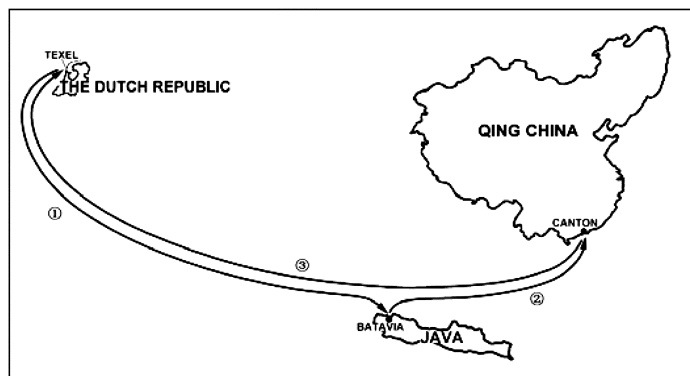 TEXEL
THE DUTCH REPUBLIC
QING CHINA
CANTON
①
③
②
BATAVIA
JAVA